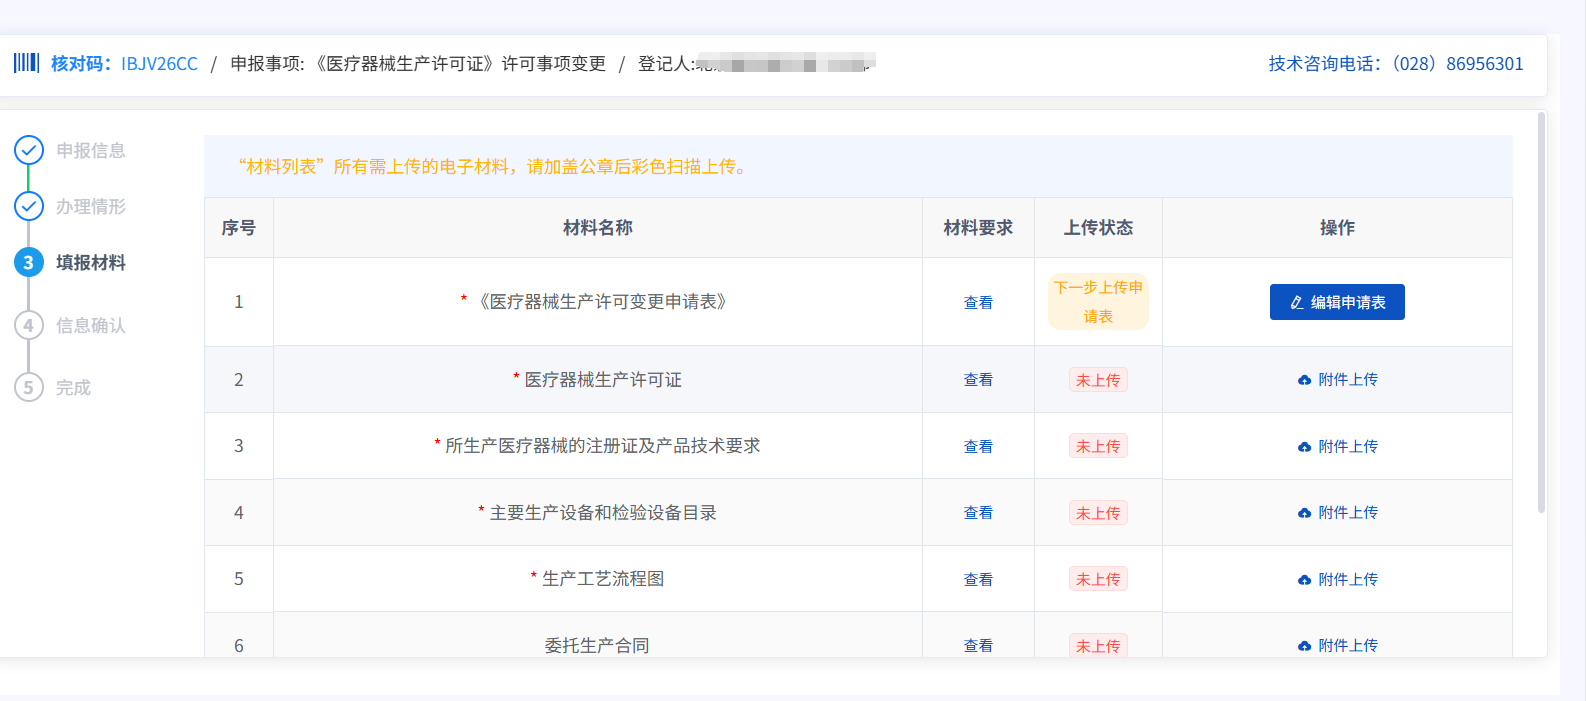 核对码：IBJV26CC / 申报事项:《医疗器械生产许可证》许可事项变更 / 登记人:
技术咨询电话：（028）86956301
申报信息
办理情形
3 填报材料
4 信息确认
5 完成
“材料列表”所有需上传的电子材料，请加盖公章后彩色扫描上传。
序号 材料名称 材料要求 上传状态 操作
1 *《医疗器械生产许可变更申请表》 查看 下一步上传申
请表 编辑申请表
2 * 医疗器械生产许可证 查看 未上传 附件上传
3 * 所生产医疗器械的注册证及产品技术要求 查看 未上传 附件上传
4 * 主要生产设备和检验设备目录 查看 未上传 附件上传
5 * 生产工艺流程图 查看 未上传 附件上传
6 委托生产合同 查看 未上传 附件上传